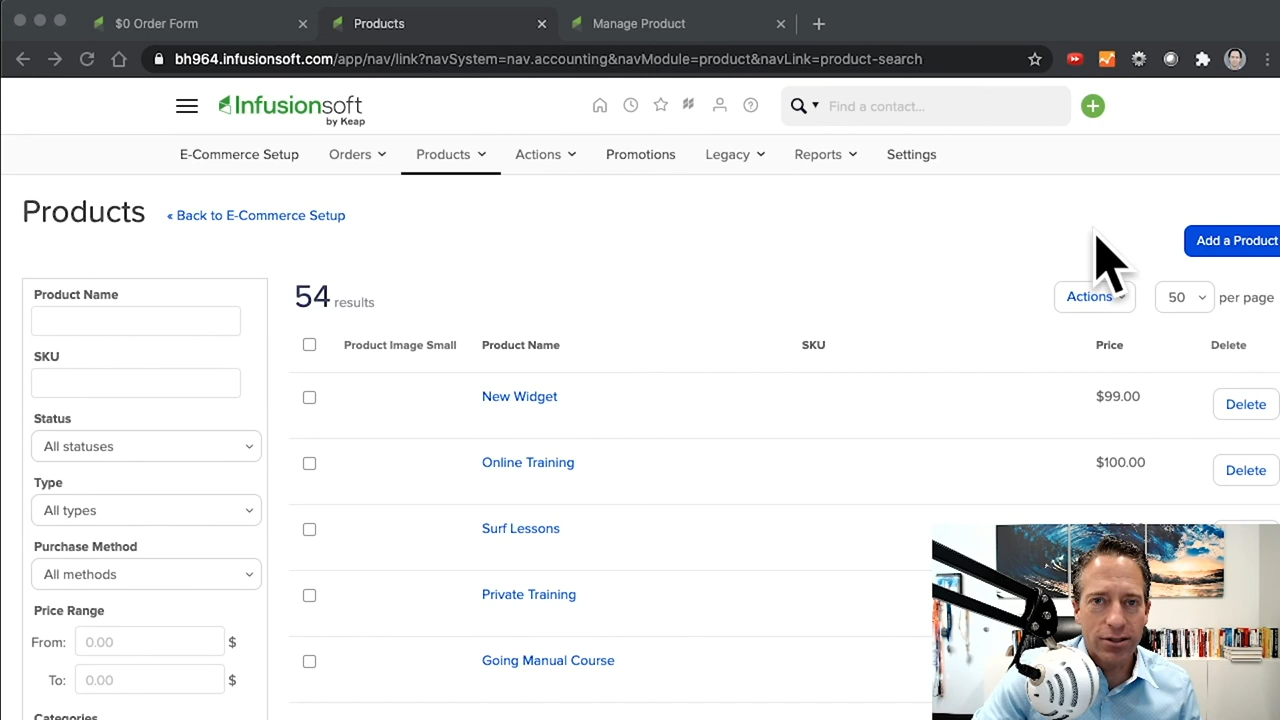 $0 Order Form
Products
Manage Product
bh964.infusionsoft.com/app/nav/link?navSystem=nav.accounting&navModule=product&navLink=product-search
Infusionsoft
by Keap
Find a contact...
E-Commerce Setup
Orders
Products
Actions
Promotions
Legacy
Reports
Settings
Products
« Back to E-Commerce Setup
Add a Product
Product Name
SKU
Status
All statuses
Type
All types
Purchase Method
All methods
Price Range
From: 0.00 $
To: 0.00 $
Categories
54 results
Actions
50 per page
Product Image Small Product Name SKU Price Delete
New Widget $99.00 Delete
Online Training $100.00 Delete
Surf Lessons
Private Training
Going Manual Course